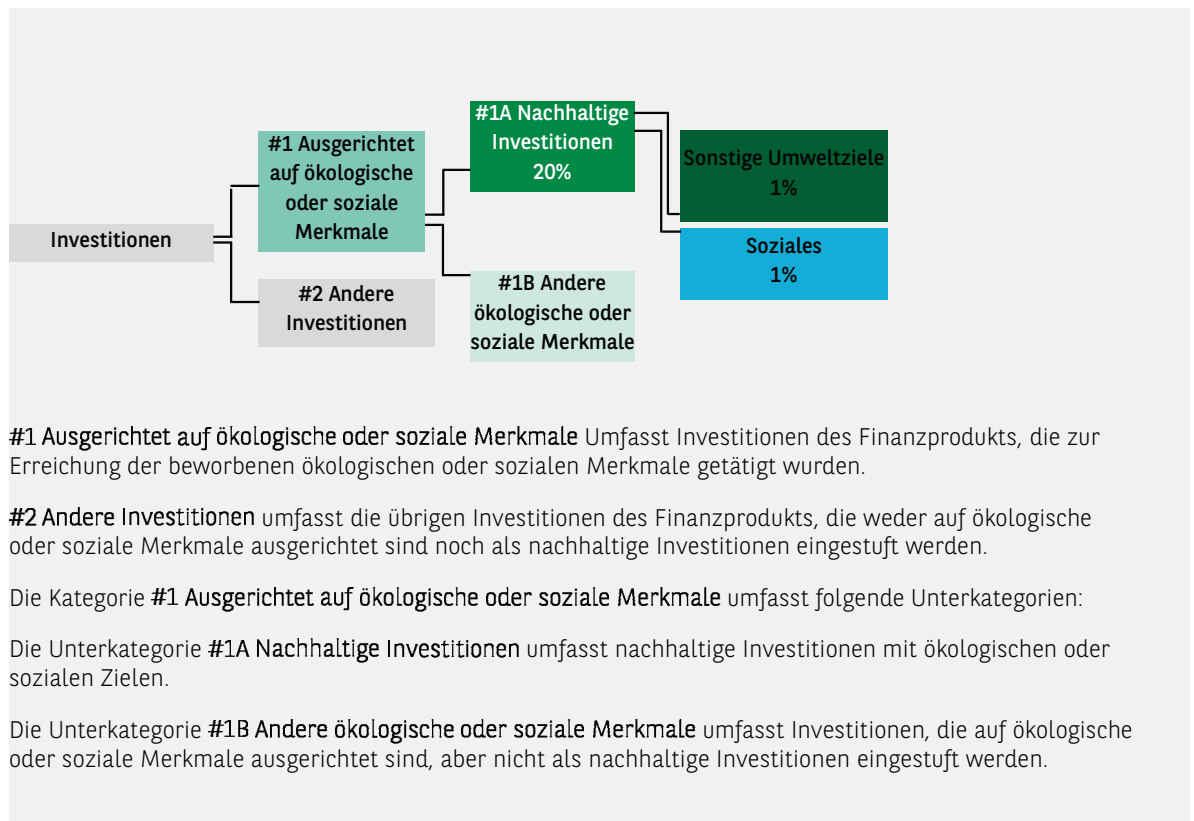 #1A Nachhaltige
Investitionen
20%
#1 Ausgerichtet
auf ökologische
oder soziale
Merkmale
Sonstige Umweltziele
1%
Investitionen
Soziales
1%
#2 Andere
Investitionen
#1B Andere
ökologische oder
soziale Merkmale
#1 Ausgerichtet auf ökologische oder soziale Merkmale Umfasst Investitionen des Finanzprodukts, die zur
Erreichung der beworbenen ökologischen oder sozialen Merkmale getätigt wurden.
#2 Andere Investitionen umfasst die übrigen Investitionen des Finanzprodukts, die weder auf ökologische
oder soziale Merkmale ausgerichtet sind noch als nachhaltige Investitionen eingestuft werden.
Die Kategorie #1 Ausgerichtet auf ökologische oder soziale Merkmale umfasst folgende Unterkategorien:
Die Unterkategorie #1A Nachhaltige Investitionen umfasst nachhaltige Investitionen mit ökologischen oder
sozialen Zielen.
Die Unterkategorie #1B Andere ökologische oder soziale Merkmale umfasst Investitionen, die auf ökologische
oder soziale Merkmale ausgerichtet sind, aber nicht als nachhaltige Investitionen eingestuft werden.